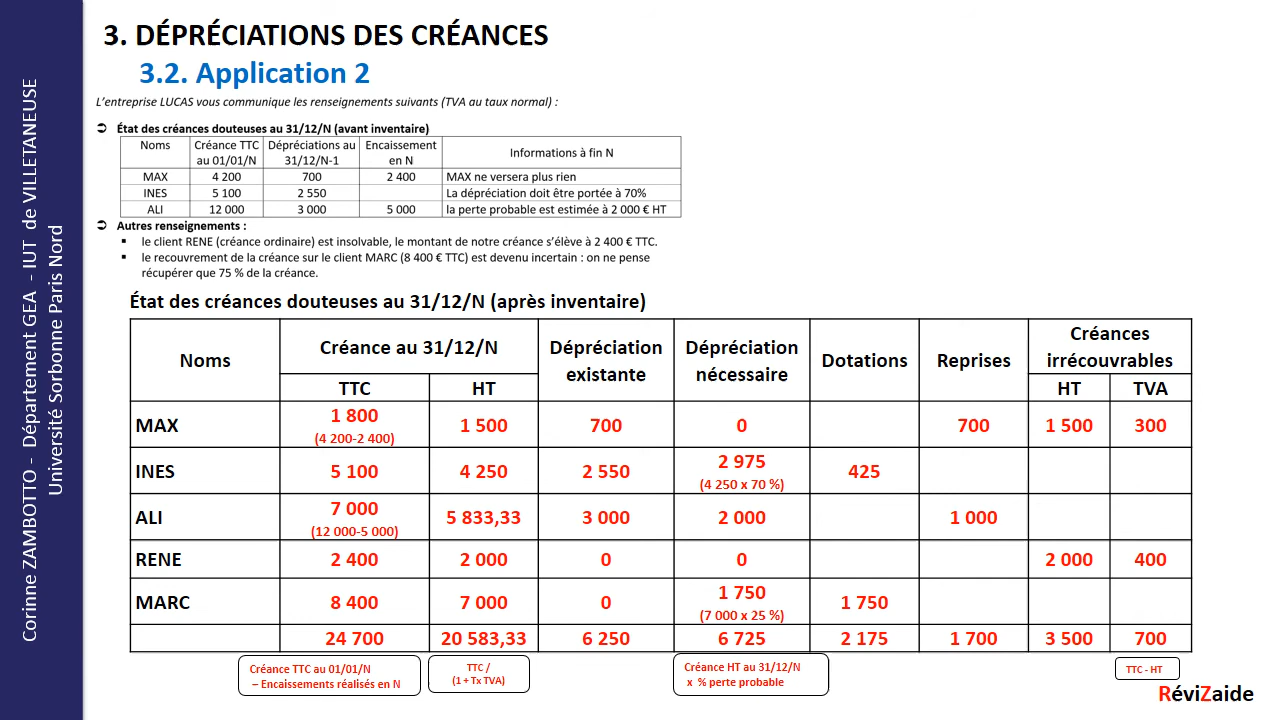 Corinne ZAMBOTTO - Département GEA - IUT de VILLETANEUSE
Université Sorbonne Paris Nord
3. DÉPRÉCIATIONS DES CRÉANCES
3.2. Application 2
L'entreprise LUCAS vous communique les renseignements suivants (TVA au taux normal) :
État des créances douteuses au 31/12/N (avant inventaire)
Noms Créance TTC au 01/01/N Dépréciations au 31/12/N-1 Encaissement en N Informations à fin N
MAX 4 200 700 2 400 MAX ne versera plus rien
INES 5 100 2 550 La dépréciation doit être portée à 70%
ALI 12 000 3 000 5 000 la perte probable est estimée à 2 000 € HT
Autres renseignements :
le client RENE (créance ordinaire) est insolvable, le montant de notre créance s'élève à 2 400 € TTC.
le recouvrement de la créance sur le client MARC (8 400 € TTC) est devenu incertain : on ne pense
récupérer que 75 % de la créance.
État des créances douteuses au 31/12/N (après inventaire)
Noms Créance au 31/12/N Dépréciation existante Dépréciation nécessaire Dotations Reprises Créances irrécouvrables
TTC HT HT TVA
MAX 1 800 1 500 700 0 700 1 500 300
(4 200-2 400)
INES 5 100 4 250 2 550 2 975 425
(4 250 x 70 %)
ALI 7 000 5 833,33 3 000 2 000 1 000
(12 000-5 000)
RENE 2 400 2 000 0 0 2 000 400
MARC 8 400 7 000 0 1 750 1 750
(7 000 x 25 %)
24 700 20 583,33 6 250 6 725 2 175 1 700 3 500 700
Créance TTC au 01/01/N
– Encaissements réalisés en N
TTC /
(1 + Tx TVA)
Créance HT au 31/12/N
x % perte probable
TTC - HT
RéviZaide